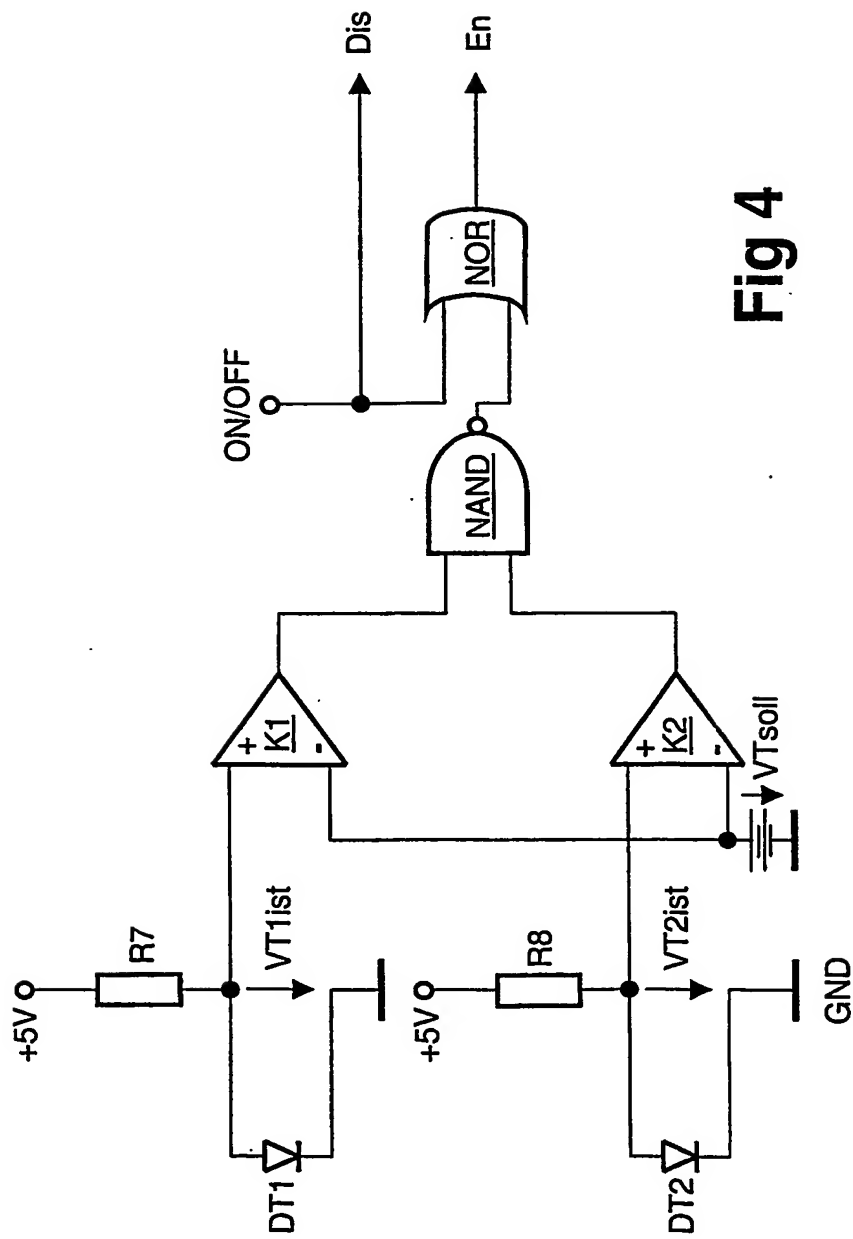 +5V
R7
DT1
VT1ist
+
K1
-
ON/OFF
Dis
+5V
R8
DT2
VT2ist
GND
+
K2
-
VTsoll
NAND
NOR
En
Fig 4